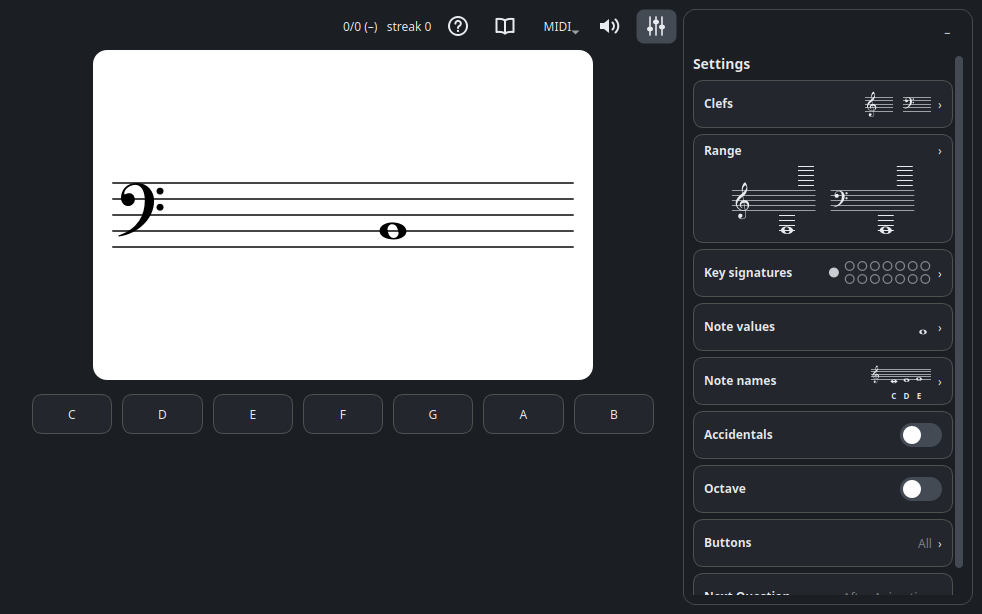 0/0 (–) streak 0
MIDI
Settings
Clefs
Range
Key signatures
Note values
Note names
C D E
Accidentals
Octave
Buttons All
C D E F G A B